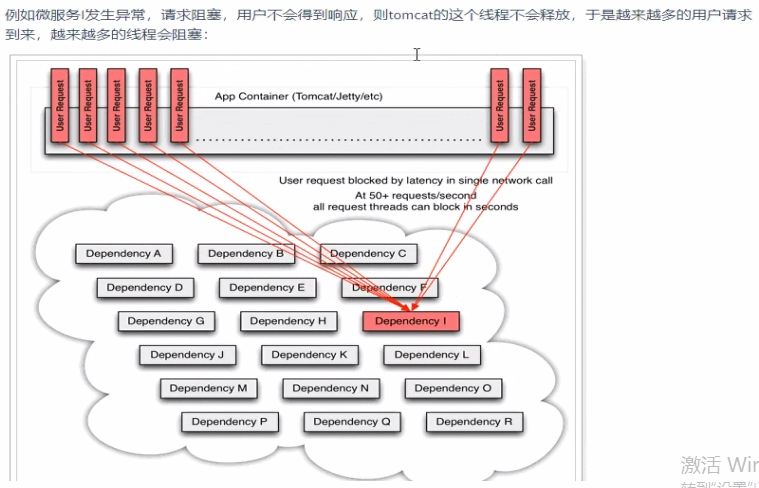 例如微服务I发生异常，请求阻塞，用户不会得到响应，则tomcat的这个线程不会释放，于是越来越多的用户请求
到来，越来越多的线程会阻塞：
User Request
User Request
User Request
User Request
User Request
App Container (Tomcat/Jetty/etc)
User Request
User Request
User request blocked by latency in single network call
At 50+ requests/second
all request threads can block in seconds
Dependency A
Dependency B
Dependency C
Dependency D
Dependency E
Dependency F
Dependency G
Dependency H
Dependency I
Dependency J
Dependency K
Dependency L
Dependency M
Dependency N
Dependency O
Dependency P
Dependency Q
Dependency R
激活 Win
转到"设置"